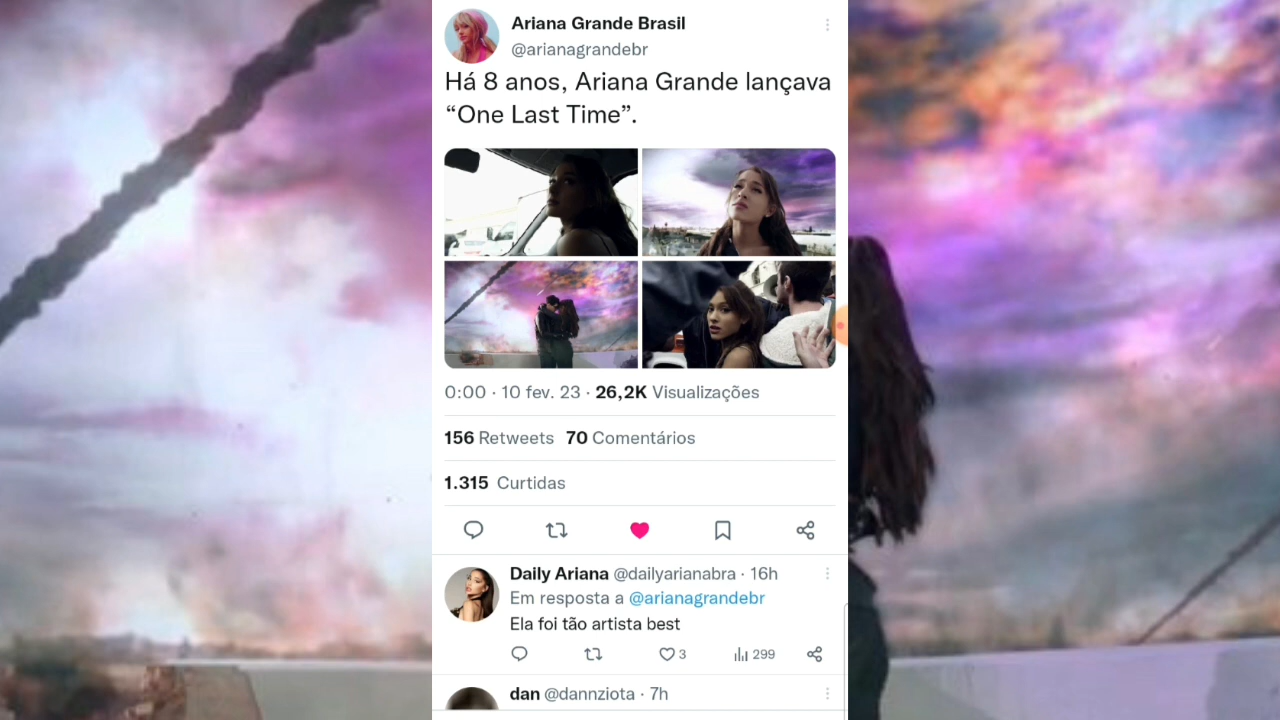 Ariana Grande Brasil
@arianagrandebr
Há 8 anos, Ariana Grande lançava
“One Last Time”.
0:00 · 10 fev. 23 · 26,2K Visualizações
156 Retweets 70 Comentários
1.315 Curtidas
Daily Ariana @dailyarianabra · 16h
Em resposta a @arianagrandebr
Ela foi tão artista best
3 299
dan @dannziota · 7h